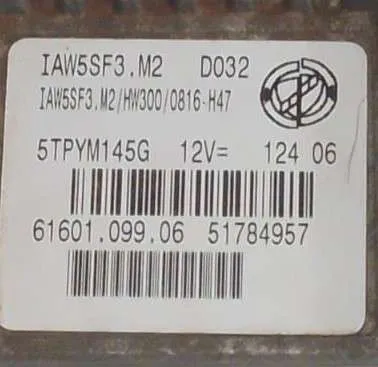 IAW5SF3.M2 D032
IAW5SF3.M2/HW300/0816-H47
5TPYM145G 12V= 124 06
61601.099.06 51784957